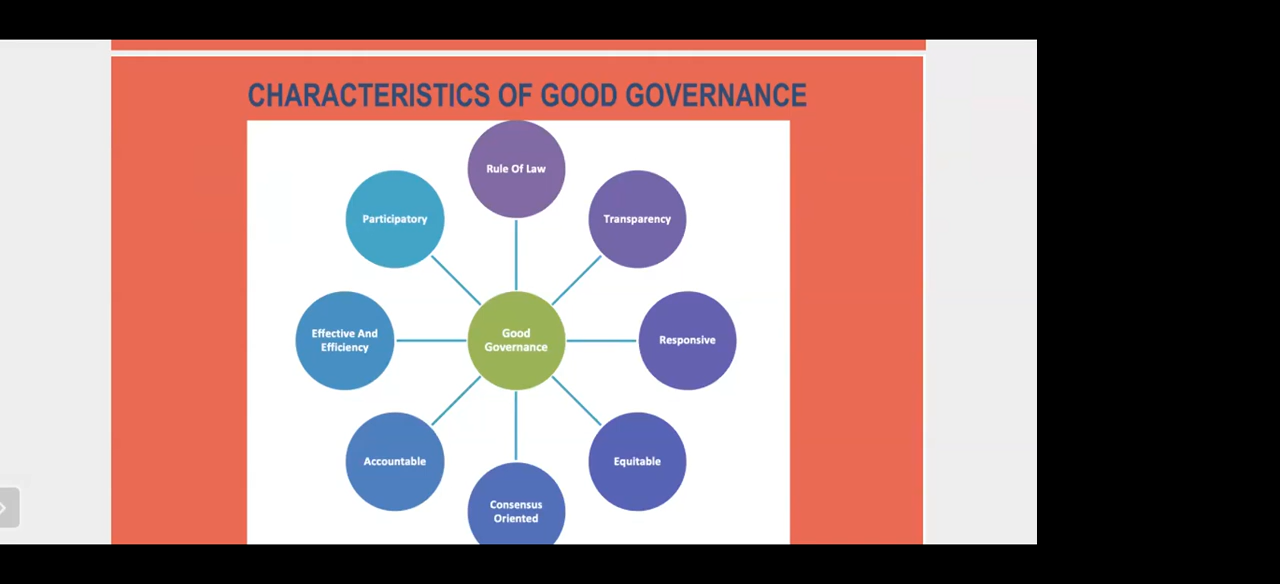 CHARACTERISTICS OF GOOD GOVERNANCE
Rule Of Law
Participatory
Transparency
Effective And
Efficiency
Good
Governance
Responsive
Accountable
Equitable
Consensus
Oriented